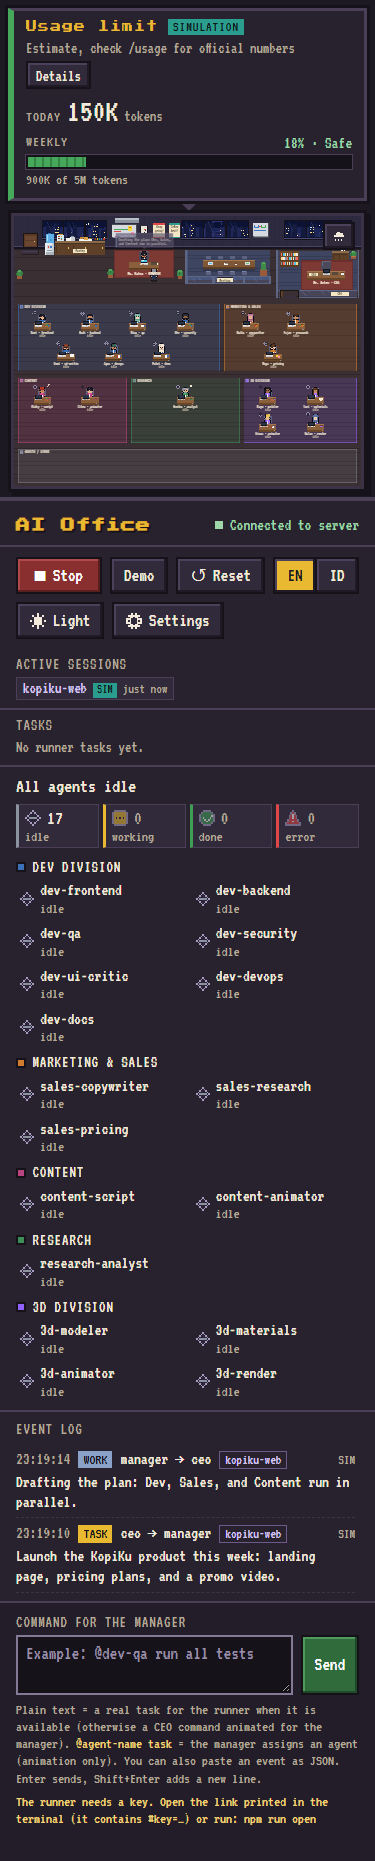 Usage limit SIMULATION
Estimate, check /usage for official numbers
Details
TODAY 150K tokens
WEEKLY 18% · Safe
900K of 5M tokens
AI Office Connected to server
Stop Demo Reset EN ID
Light Settings
ACTIVE SESSIONS
kopiku-web SIM just now
TASKS
No runner tasks yet.
All agents idle
17 0 0 0
idle working done error
DEV DIVISION
dev-frontend dev-backend
idle idle
dev-qa dev-security
idle idle
dev-ui-critic dev-devops
idle idle
dev-docs
idle
MARKETING & SALES
sales-copywriter sales-research
idle idle
sales-pricing
idle
CONTENT
content-script content-animator
idle idle
RESEARCH
research-analyst
idle
3D DIVISION
3d-modeler 3d-materials
idle idle
3d-animator 3d-render
idle idle
EVENT LOG
23:19:14 WORK manager → ceo kopiku-web SIM
Drafting the plan: Dev, Sales, and Content run in
parallel.
23:19:10 TASK ceo → manager kopiku-web SIM
Launch the KopiKu product this week: landing
page, pricing plans, and a promo video.
COMMAND FOR THE MANAGER
Example: @dev-qa run all tests
Send
Plain text = a real task for the runner when it is
available (otherwise a CEO command animated for the
manager). @agent-name task = the manager assigns an agent
(animation only). You can also paste an event as JSON.
Enter sends, Shift+Enter adds a new line.
The runner needs a key. Open the link printed in the
terminal (it contains #key=…) or run: npm run open